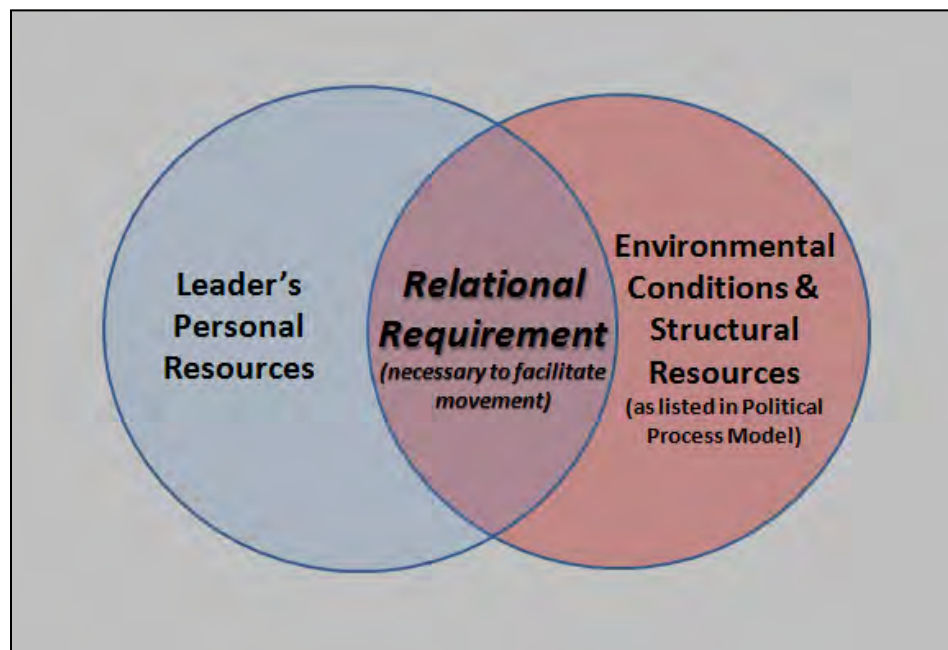 Leader’s
Personal
Resources
Relational
Requirement
(necessary to facilitate
movement)
Environmental
Conditions &
Structural
Resources
(as listed in Political
Process Model)